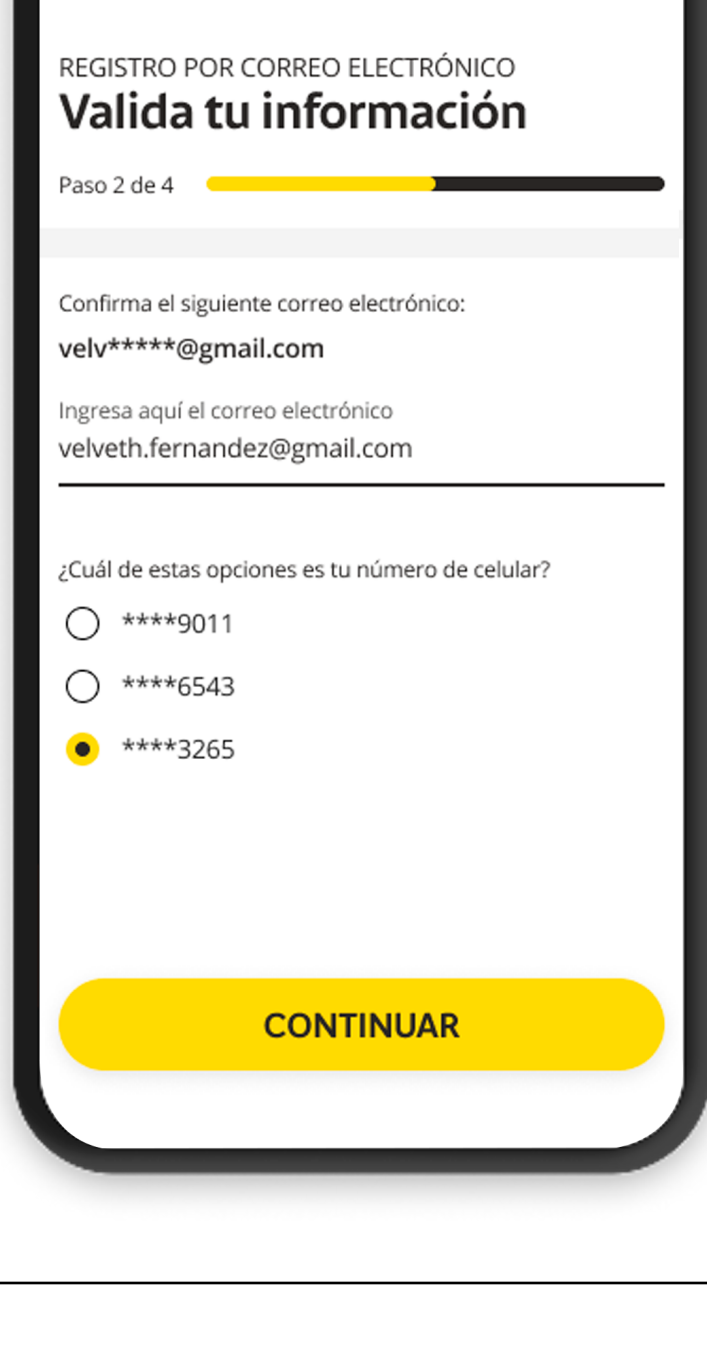 REGISTRO POR CORREO ELECTRÓNICO
Valida tu información
Paso 2 de 4
Confirma el siguiente correo electrónico:
velv*****@gmail.com
Ingresa aquí el correo electrónico
velveth.fernandez@gmail.com
¿Cuál de estas opciones es tu número de celular?
****9011
****6543
****3265
CONTINUAR